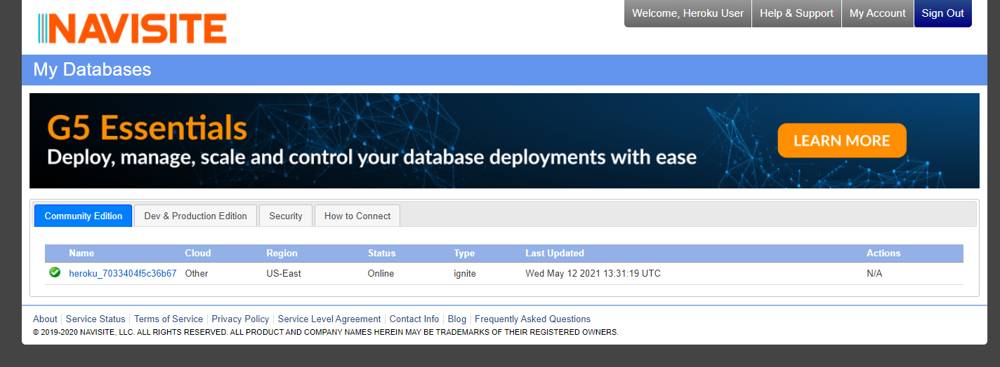 NAVISITE
Welcome, Heroku User Help & Support My Account Sign Out
My Databases
G5 Essentials
Deploy, manage, scale and control your database deployments with ease
LEARN MORE
Community Edition Dev & Production Edition Security How to Connect
Name Cloud Region Status Type Last Updated Actions
heroku_7033404f5c36b67 Other US-East Online ignite Wed May 12 2021 13:31:19 UTC N/A
About Service Status Terms of Service Privacy Policy Service Level Agreement Contact Info Blog Frequently Asked Questions
© 2019-2020 NAVISITE, LLC. ALL RIGHTS RESERVED. ALL PRODUCT AND COMPANY NAMES HEREIN MAY BE TRADEMARKS OF THEIR REGISTERED OWNERS.